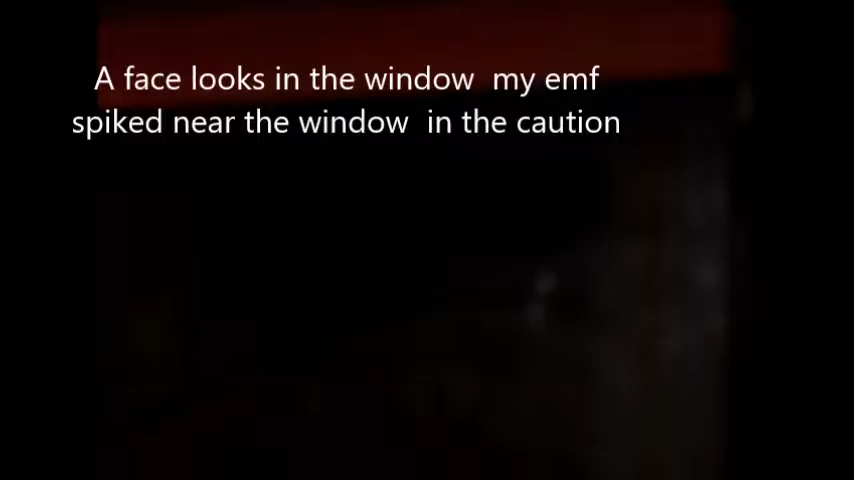 A face looks in the window my emf
spiked near the window in the caution